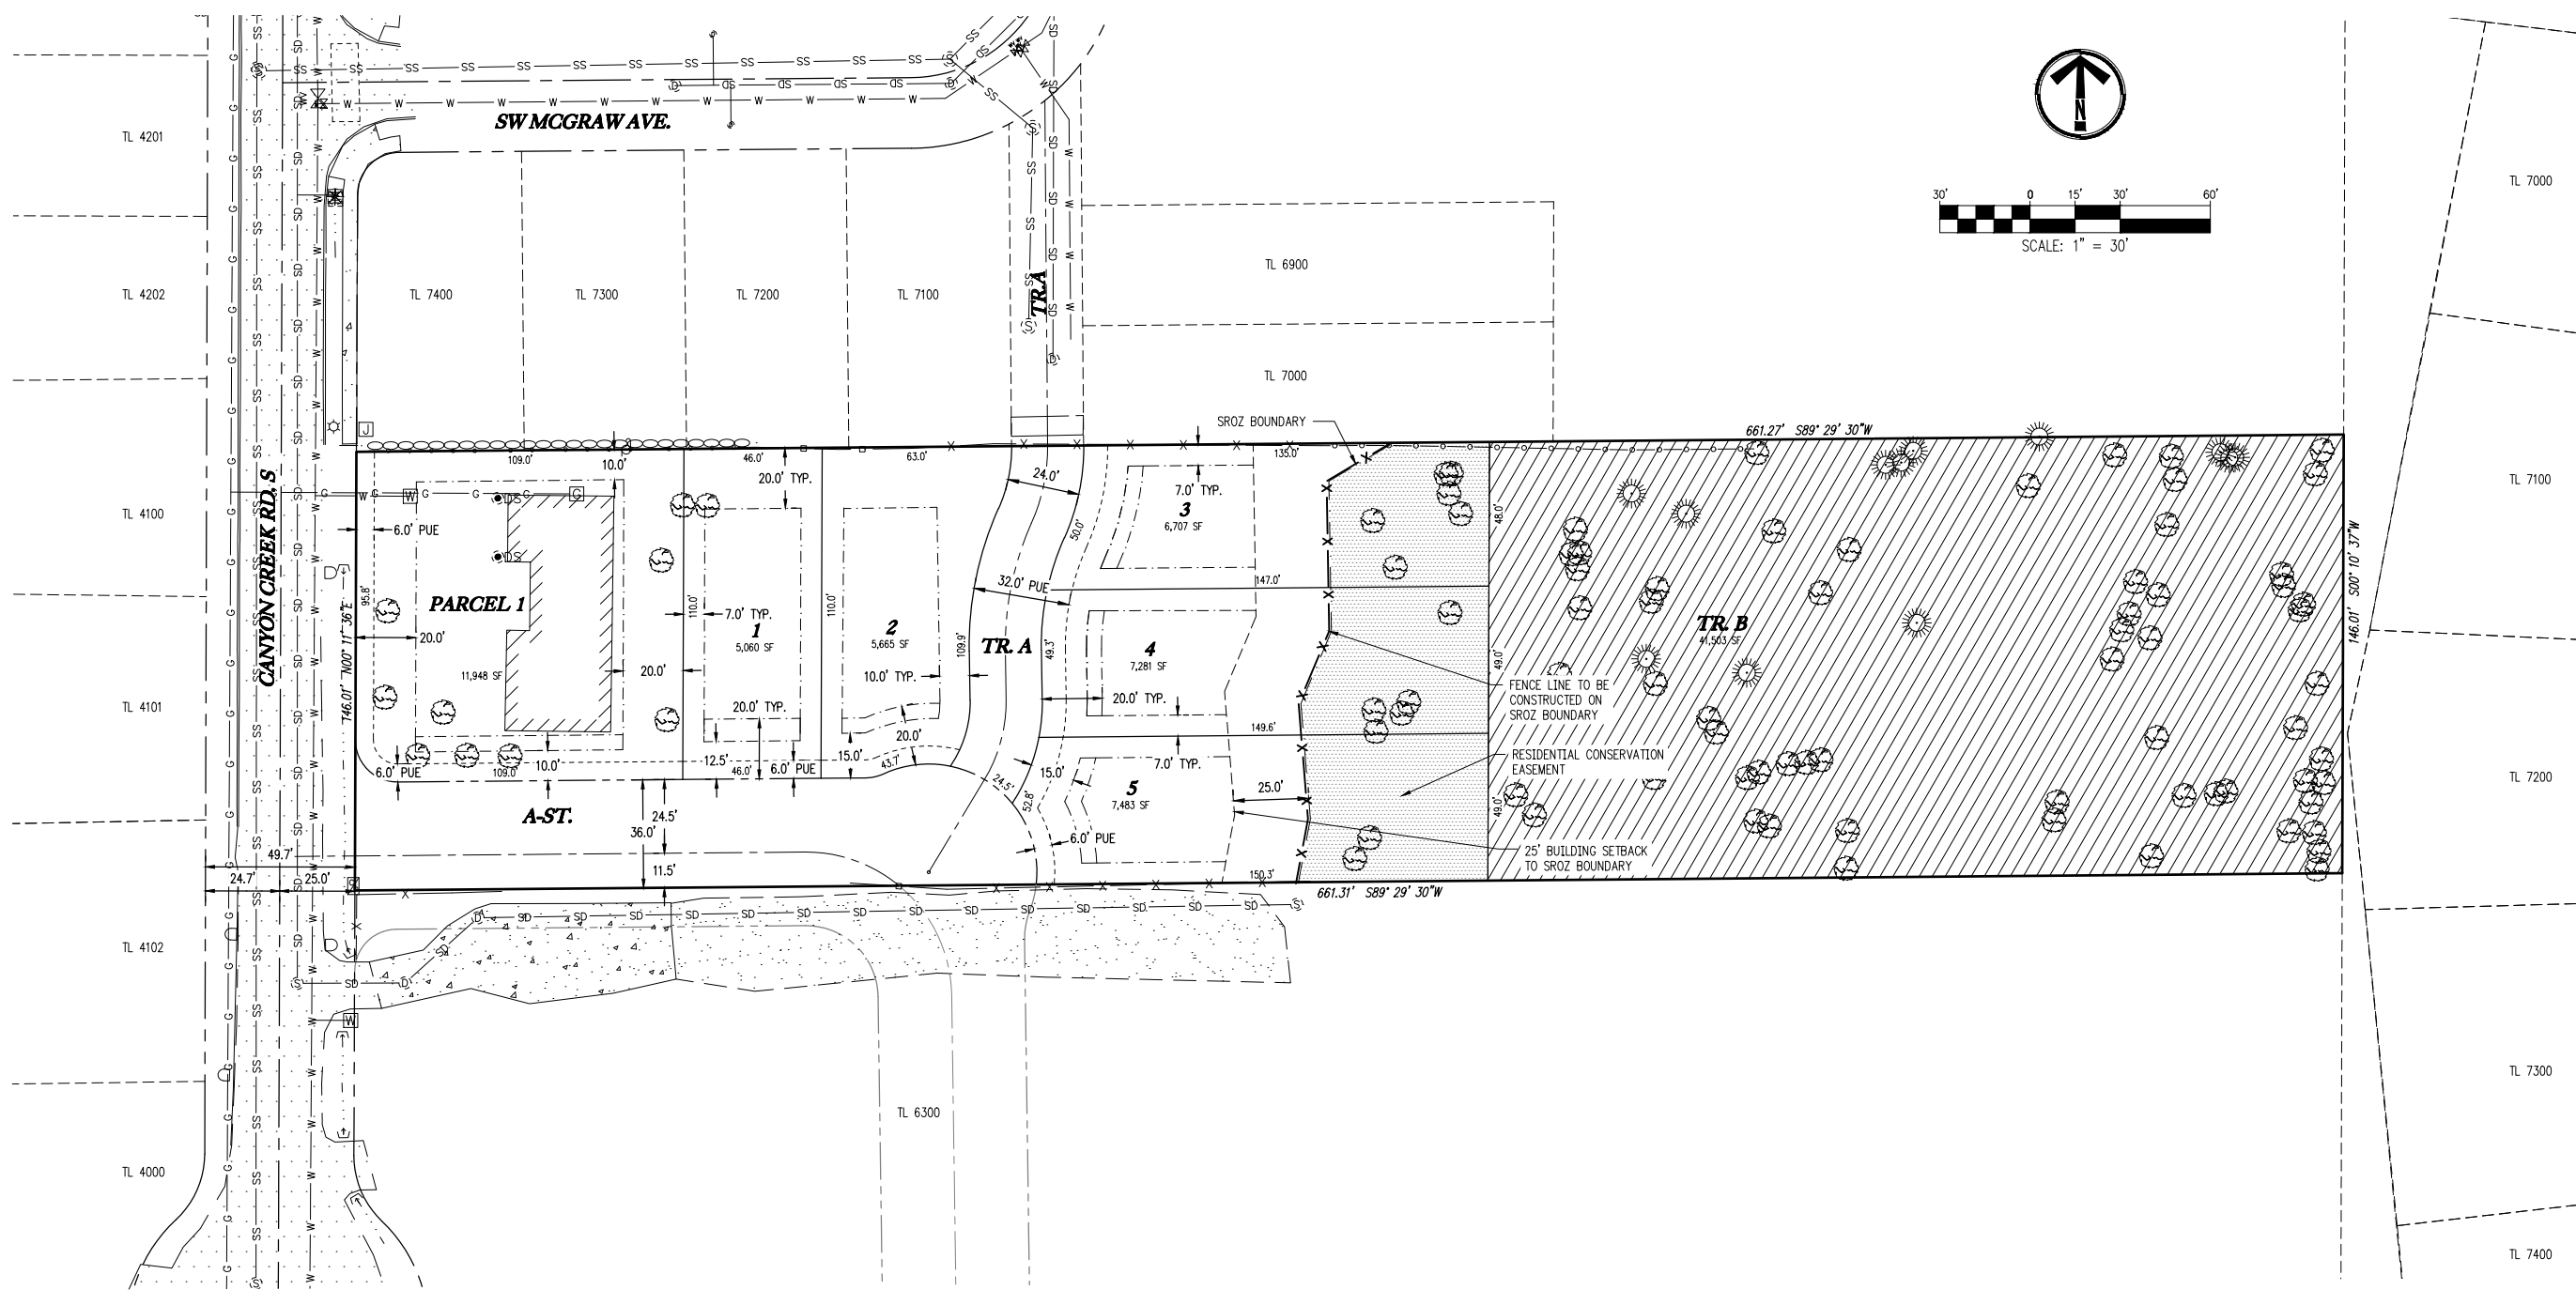 SW MCGRAW AVE.
N
30' 0 15' 30' 60'
SCALE: 1" = 30'
TL 4201
TL 4202
TL 4100
TL 4101
TL 4102
TL 4000
TL 7400
TL 7300
TL 7200
TL 7100
TR.A
TL 6900
TL 7000
TL 7000
TL 7100
TL 7200
TL 7300
TL 7400
TL 6300
CANYON CREEK RD, S
SROZ BOUNDARY
661.27' S89° 29' 30"W
146.01' S00° 10' 37"W
661.31' S89° 29' 30"W
146.01' N00° 11' 36"E
109.0'
10.0'
46.0'
63.0'
135.0'
20.0' TYP.
24.0'
7.0' TYP.
3
6,707 SF
48.0'
50.0'
6.0' PUE
DS
DS
95.8'
PARCEL 1
11,948 SF
20.0'
20.0'
110.0'
7.0' TYP.
1
5,060 SF
20.0' TYP.
110.0'
2
5,665 SF
10.0' TYP.
109.9'
32.0' PUE
TR. A
49.3'
147.0'
4
7,281 SF
20.0' TYP.
49.0'
TR. B
41,503 SF
FENCE LINE TO BE
CONSTRUCTED ON
SROZ BOUNDARY
149.6'
RESIDENTIAL CONSERVATION
EASEMENT
6.0' PUE
109.0'
10.0'
12.5'
46.0'
6.0' PUE
15.0'
20.0'
43.7'
24.5'
52.8'
15.0'
7.0' TYP.
5
7,483 SF
25.0'
49.0'
6.0' PUE
25' BUILDING SETBACK
TO SROZ BOUNDARY
150.3'
A-ST.
24.5'
36.0'
11.5'
49.7'
24.7'
25.0'